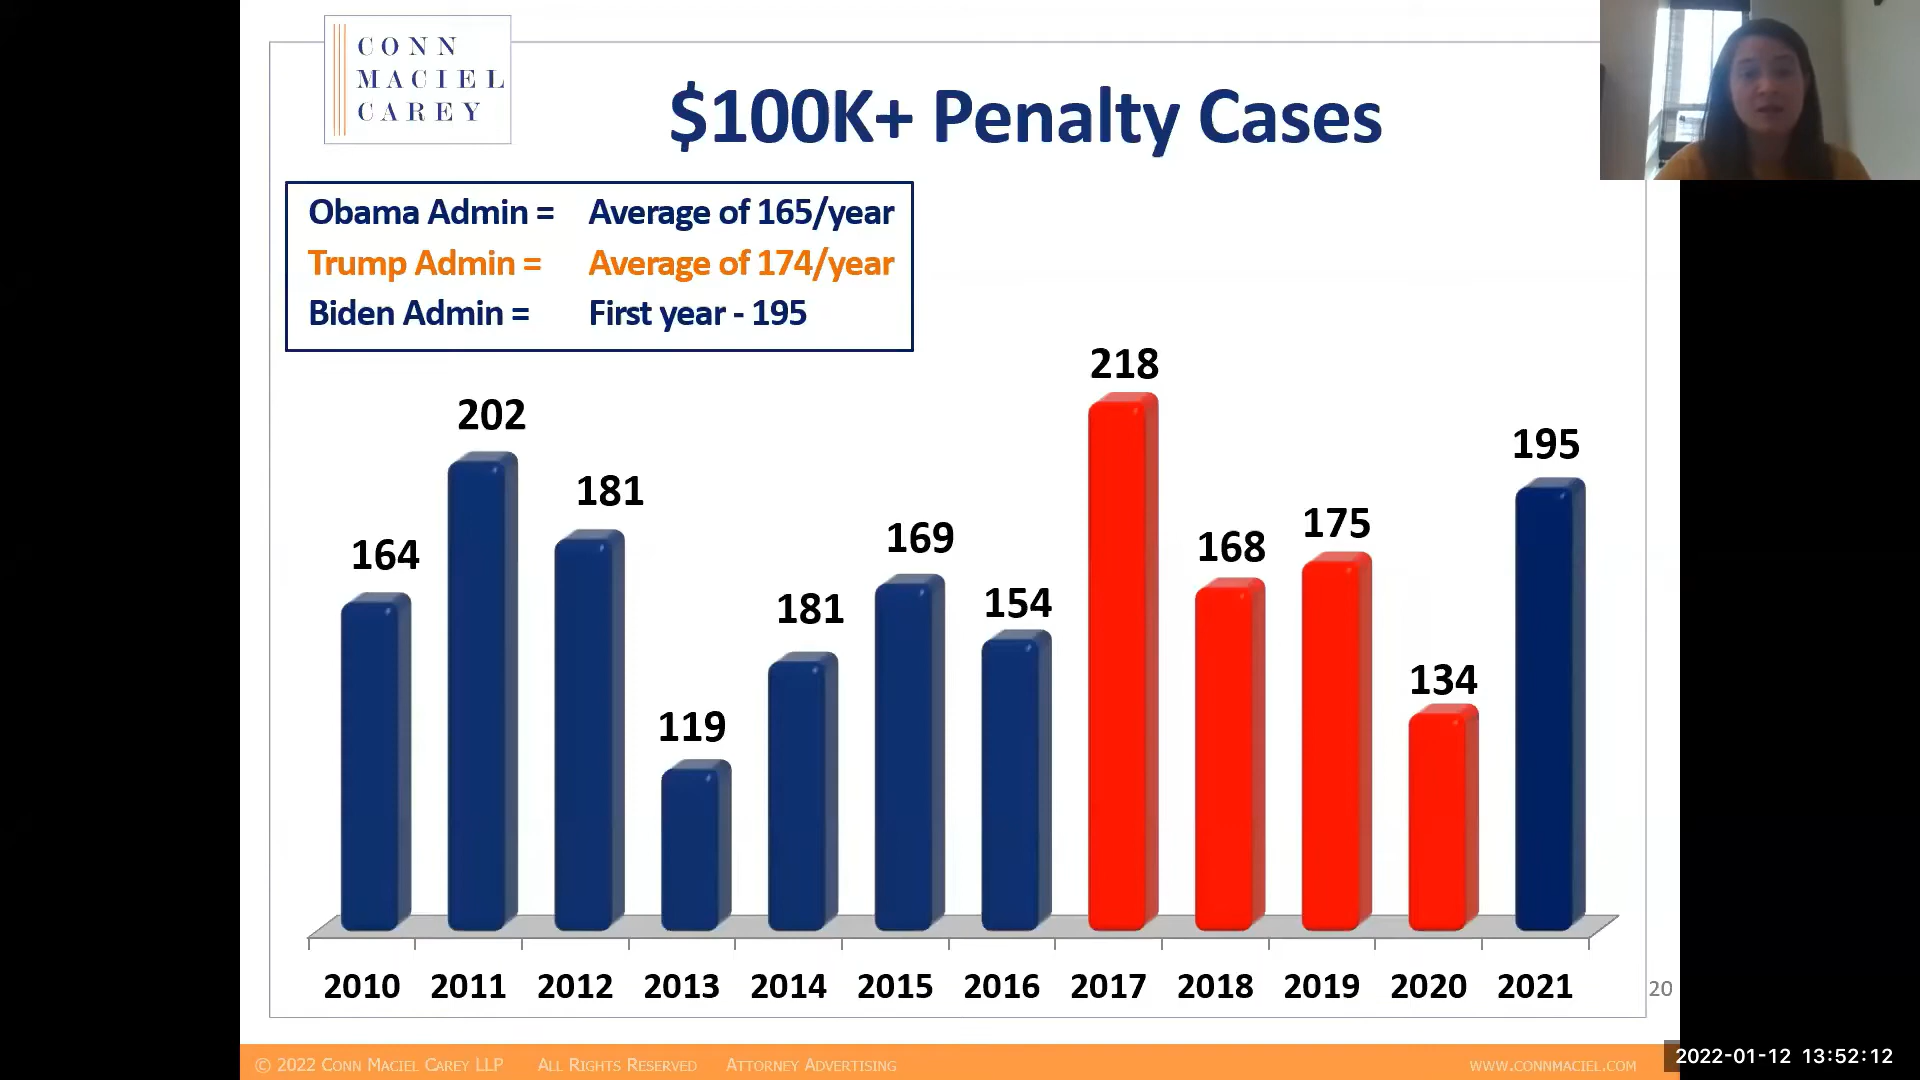 CONN
MACIEL
CAREY
$100K+ Penalty Cases
Obama Admin = Average of 165/year
Trump Admin = Average of 174/year
Biden Admin = First year - 195
218
202
195
181
175
169
168
164
181
154
134
119
2010 2011 2012 2013 2014 2015 2016 2017 2018 2019 2020 2021
20
© 2022 CONN MACIEL CAREY LLP ALL RIGHTS RESERVED ATTORNEY ADVERTISING WWW.CONNMACIEL.COM
2022-01-12 13:52:12